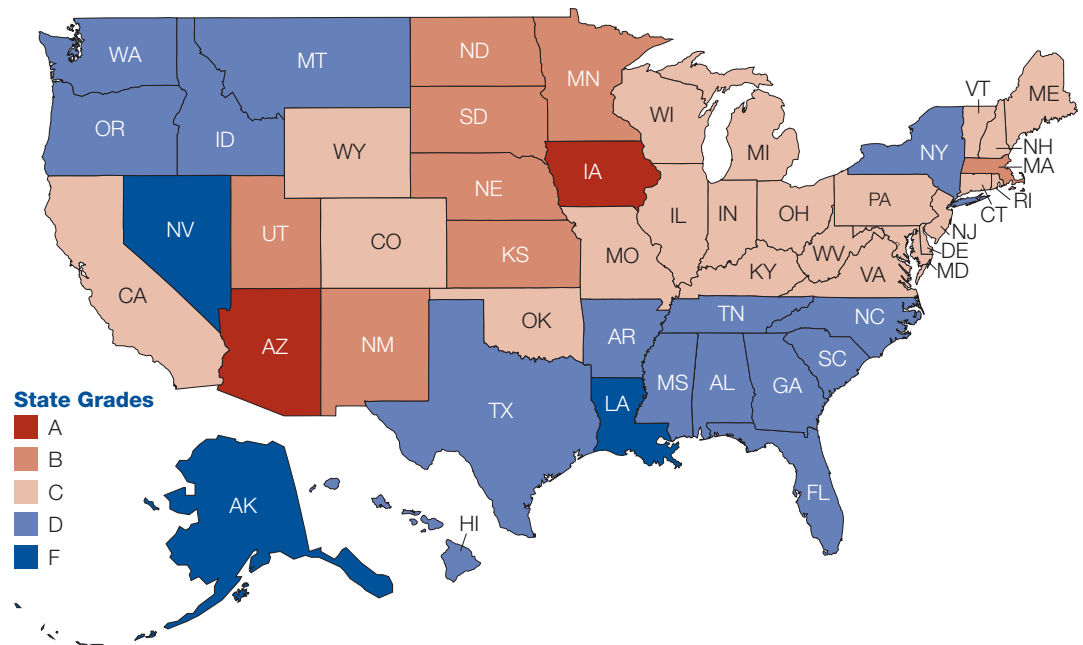 WA
MT
ND
MN
VT
ME
OR
ID
SD
WI
WY
MI
NY
NH
MA
IA
NE
RI
CT
PA
NV
UT
CO
IL
IN
OH
NJ
DE
MD
KS
MO
WV
VA
KY
CA
OK
TN
NC
AZ
NM
AR
SC
MS
AL
GA
TX
LA
FL
State Grades
A
B
C
D
F
AK
HI